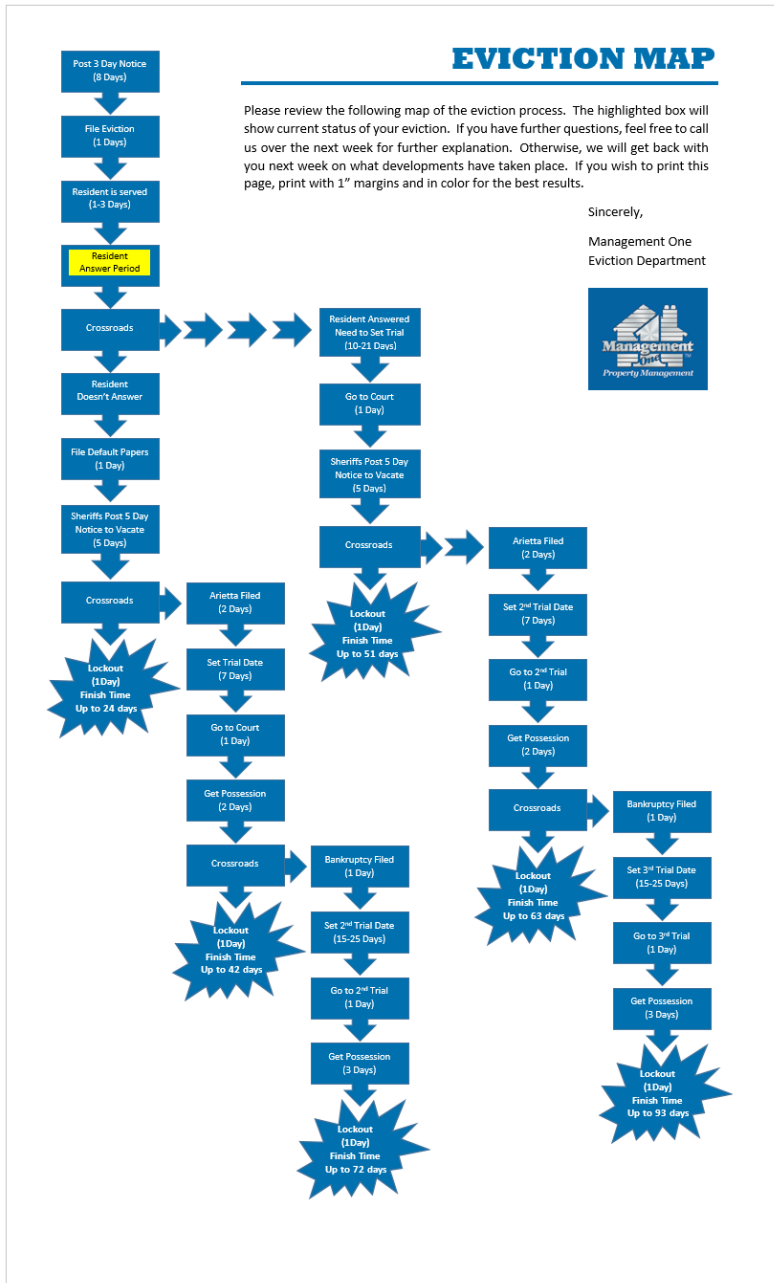 EVICTION MAP
Please review the following map of the eviction process. The highlighted box will
show current status of your eviction. If you have further questions, feel free to call
us over the next week for further explanation. Otherwise, we will get back with
you next week on what developments have taken place. If you wish to print this
page, print with 1” margins and in color for the best results.
Sincerely,
Management One
Eviction Department
Management
One
TM
Property Management
Post 3 Day Notice
(8 Days)
File Eviction
(1 Days)
Resident is served
(1-3 Days)
Resident
Answer Period
Crossroads
Resident
Doesn’t Answer
File Default Papers
(1 Day)
Sheriffs Post 5 Day
Notice to Vacate
(5 Days)
Crossroads
Lockout
(1Day)
Finish Time
Up to 24 days
Arietta Filed
(2 Days)
Set Trial Date
(7 Days)
Go to Court
(1 Day)
Get Possession
(2 Days)
Crossroads
Lockout
(1Day)
Finish Time
Up to 42 days
Bankruptcy Filed
(1 Day)
Set 2nd Trial Date
(15-25 Days)
Go to 2nd Trial
(1 Day)
Get Possession
(3 Days)
Lockout
(1Day)
Finish Time
Up to 72 days
Resident Answered
Need to Set Trial
(10-21 Days)
Go to Court
(1 Day)
Sheriffs Post 5 Day
Notice to Vacate
(5 Days)
Crossroads
Lockout
(1Day)
Finish Time
Up to 51 days
Arietta Filed
(2 Days)
Set 2nd Trial Date
(7 Days)
Go to 2nd Trial
(1 Day)
Get Possession
(2 Days)
Crossroads
Lockout
(1Day)
Finish Time
Up to 63 days
Bankruptcy Filed
(1 Day)
Set 3rd Trial Date
(15-25 Days)
Go to 3rd Trial
(1 Day)
Get Possession
(3 Days)
Lockout
(1Day)
Finish Time
Up to 93 days